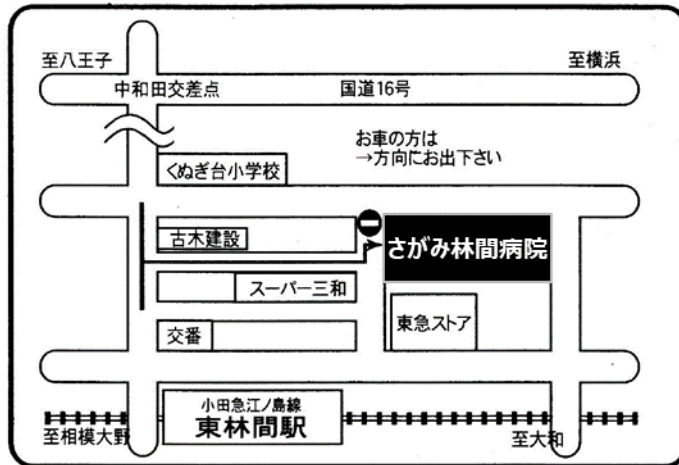 至八王子
至横浜
中和田交差点
国道16号
お車の方は
→方向にお出下さい
くぬぎ台小学校
古木建設
さがみ林間病院
スーパー三和
東急ストア
交番
小田急江ノ島線
東林間駅
至相模大野
至大和